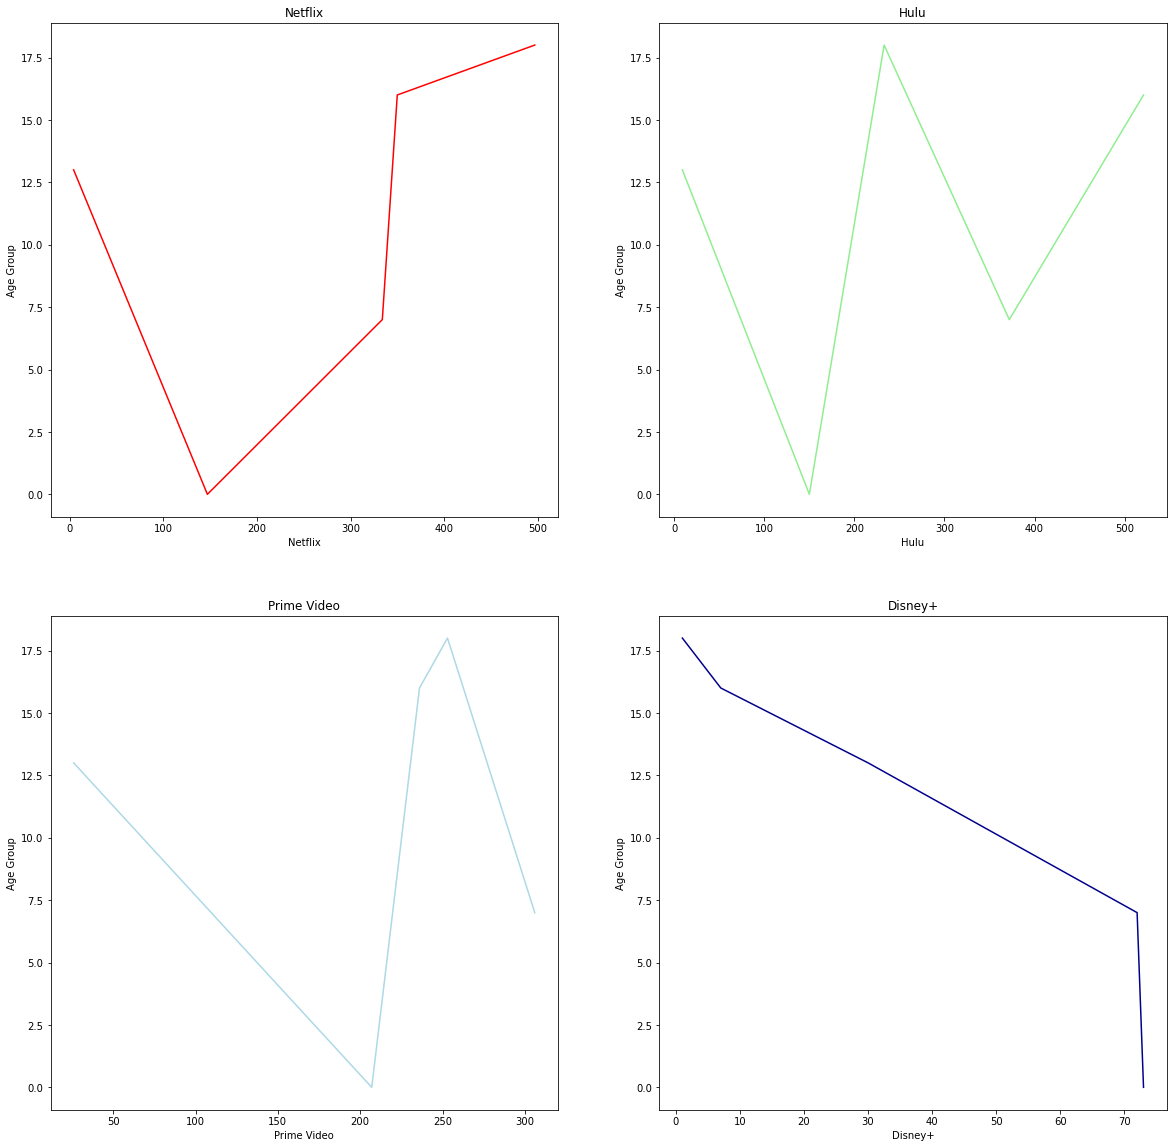 Netflix
17.5
15.0
12.5
10.0
7.5
5.0
2.5
0.0
Age Group
0 100 200 300 400 500
Netflix
Hulu
17.5
15.0
12.5
10.0
7.5
5.0
2.5
0.0
Age Group
0 100 200 300 400 500
Hulu
Prime Video
17.5
15.0
12.5
10.0
7.5
5.0
2.5
0.0
Age Group
50 100 150 200 250 300
Prime Video
Disney+
17.5
15.0
12.5
10.0
7.5
5.0
2.5
0.0
Age Group
0 10 20 30 40 50 60 70
Disney+